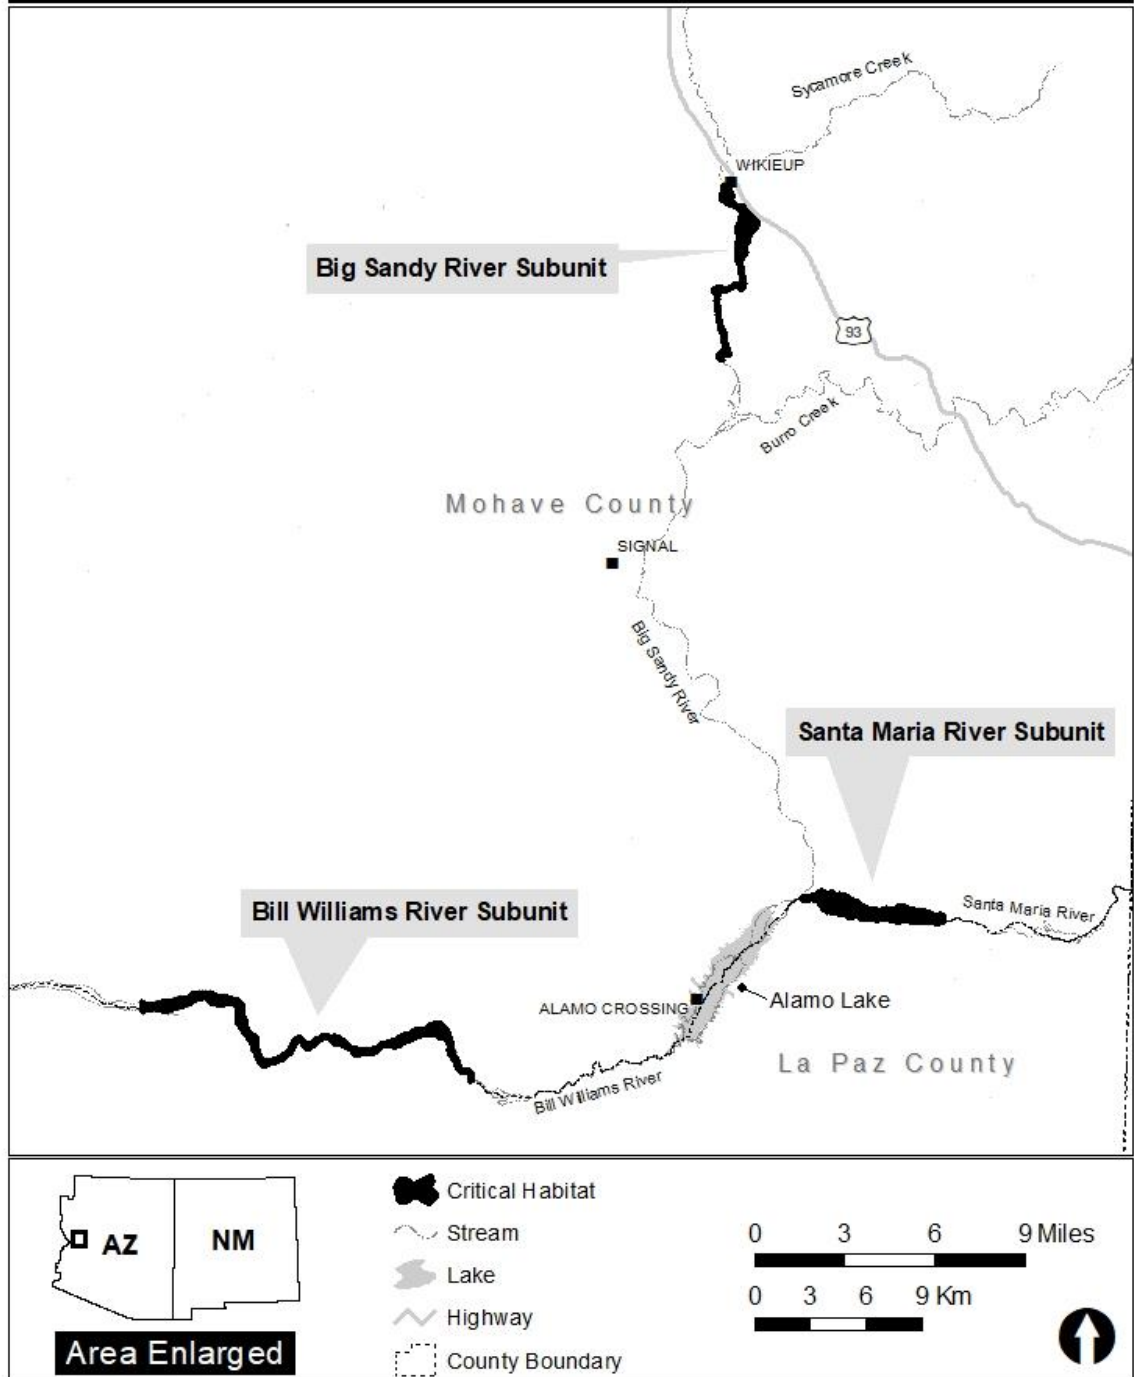 Sycamore Creek
WIKIEUP
Big Sandy River Subunit
93
Burro Creek
Mohave County
SIGNAL
Big Sandy River
Santa Maria River Subunit
Bill Williams River Subunit
Santa Maria River
ALAMO CROSSING
Alamo Lake
La Paz County
Bill Williams River
AZ
NM
Area Enlarged
Critical Habitat
Stream
Lake
Highway
County Boundary
0 3 6 9 Miles
0 3 6 9 Km